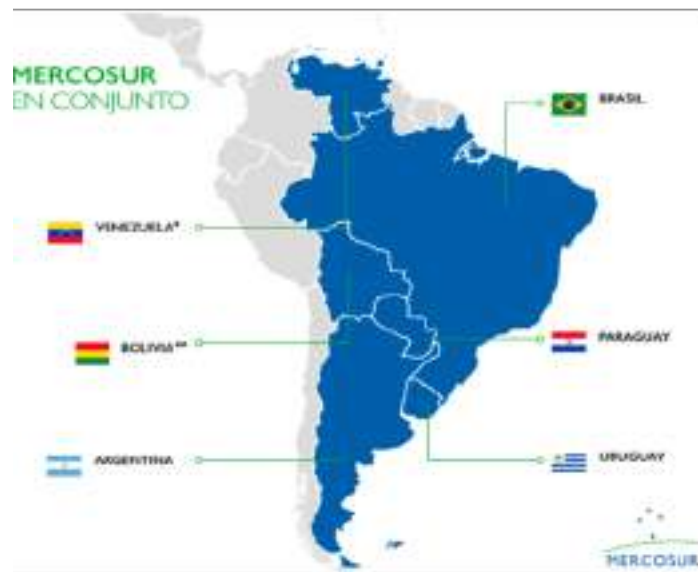 MERCOSUR
EN CONJUNTO
BRASIL
VENEZUELA*
BOLIVIA**
PARAGUAY
ARGENTINA
URUGUAY
MERCOSUR